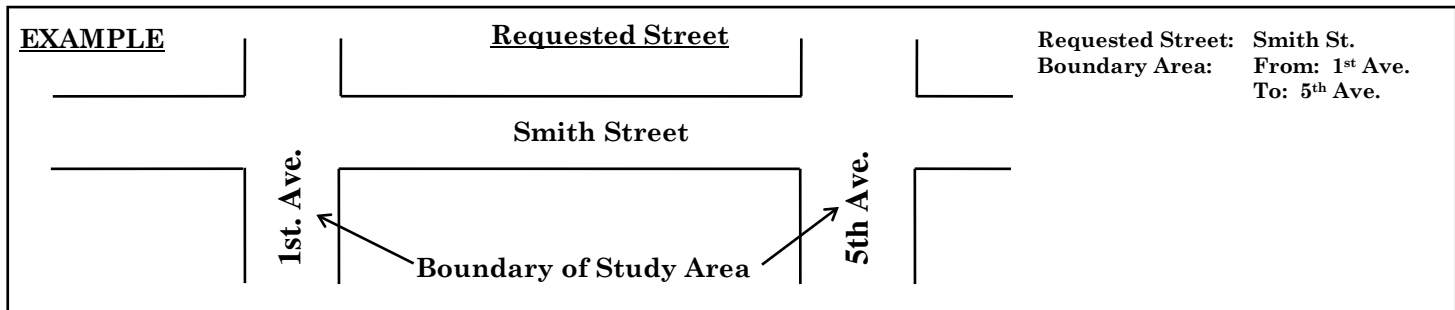 EXAMPLE
Requested Street
Requested Street: Smith St.
Boundary Area: From: 1st Ave.
To: 5th Ave.
Smith Street
1st. Ave.
5th Ave.
Boundary of Study Area